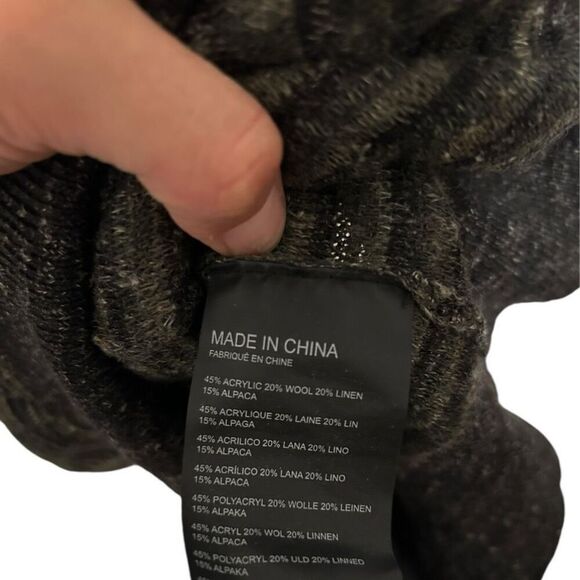 MADE IN CHINA
FABRIQUÉ EN CHINE
45% ACRYLIC 20% WOOL 20% LINEN
15% ALPACA
45% ACRYLIQUE 20% LAINE 20% LIN
15% ALPAGA
45% ACRILICO 20% LANA 20% LINO
15% ALPACA
45% ACRÍLICO 20% LANA 20% LINO
15% ALPACA
45% POLYACRYL 20% WOLLE 20% LEINEN
15% ALPAKA
45% ACRYL 20% WOL 20% LINNEN
15% ALPACA
45% POLYACRYL 20% ULD 20% LINNED
15% ALPAKA